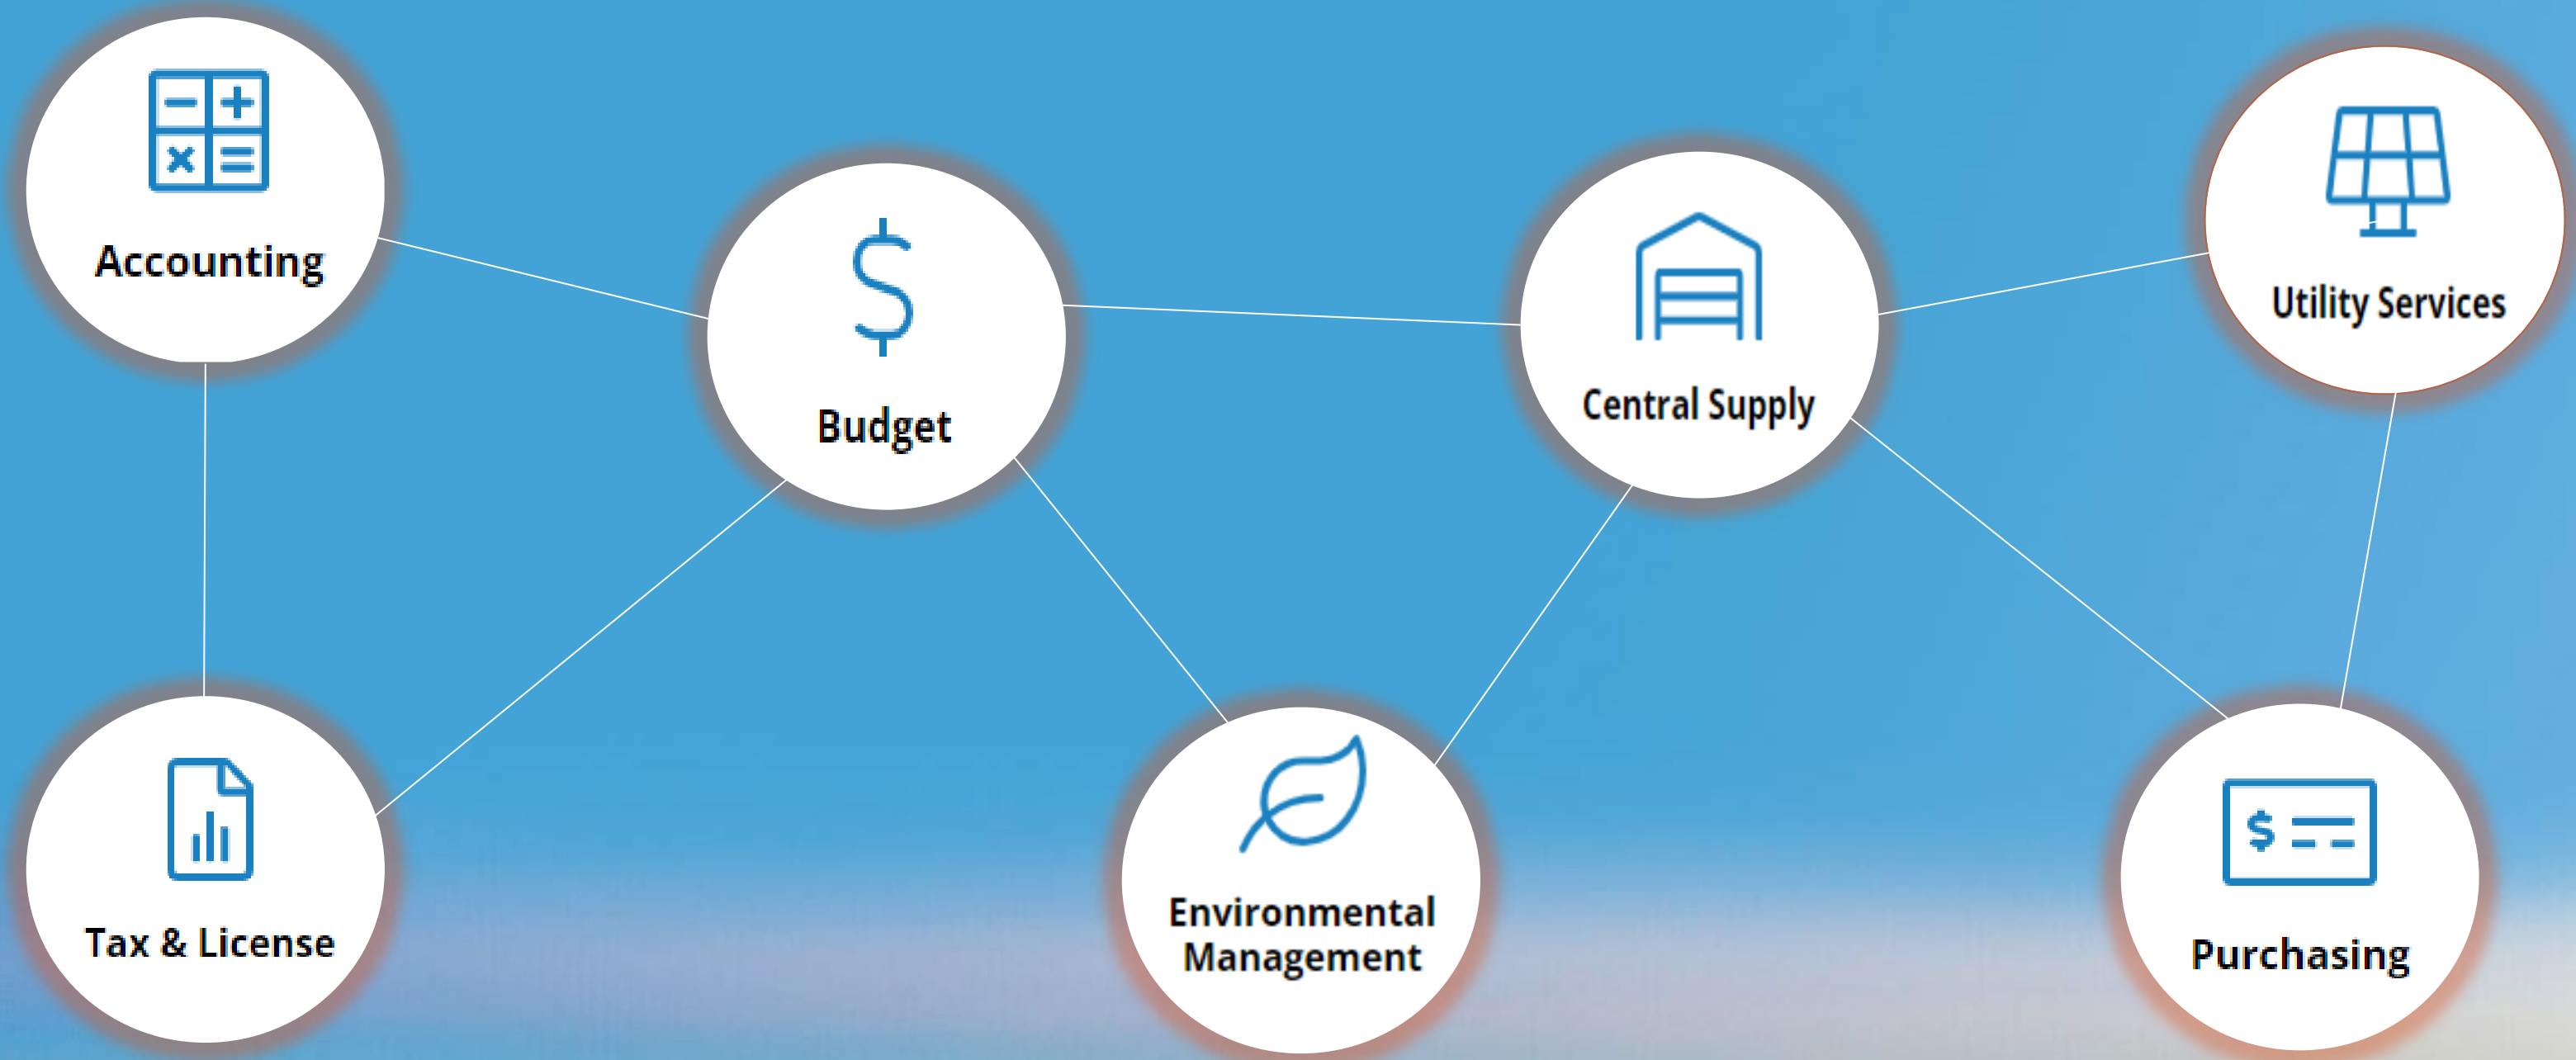 Accounting
Budget
Central Supply
Utility Services
Tax & License
Environmental
Management
$
Purchasing